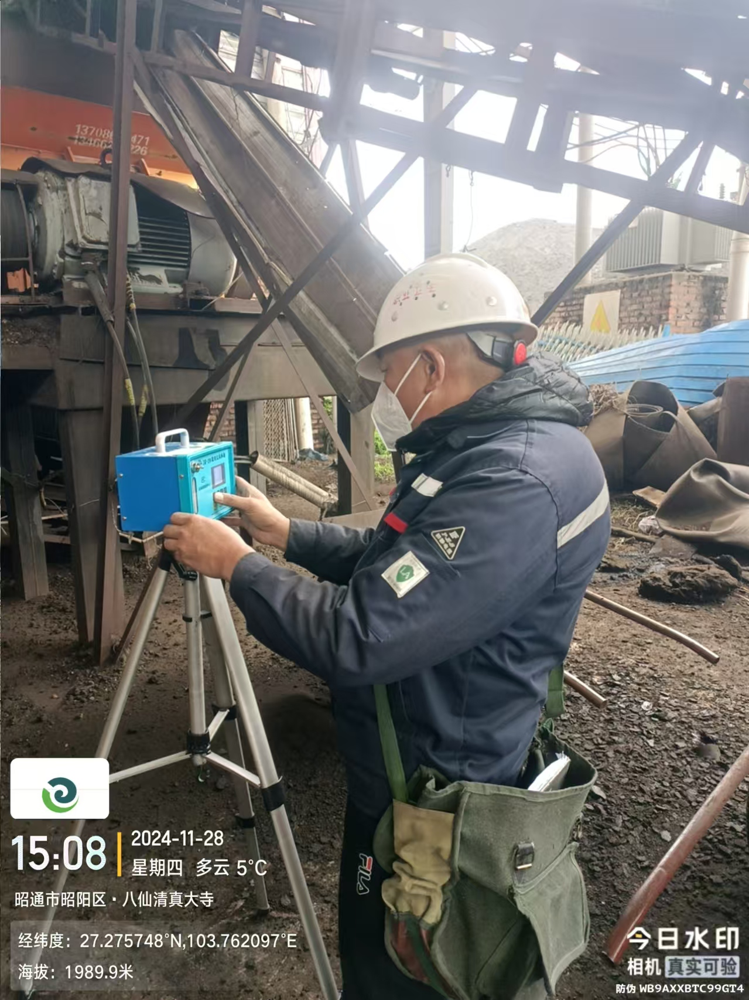 FILA
15:08
2024-11-28
星期四 多云 5°C
昭通市昭阳区·八仙清真大寺
经纬度：27.275748°N,103.762097°E
海拔：1989.9米
今日水印
相机 真实可验
防伪 WB9AXXBTC99GT4